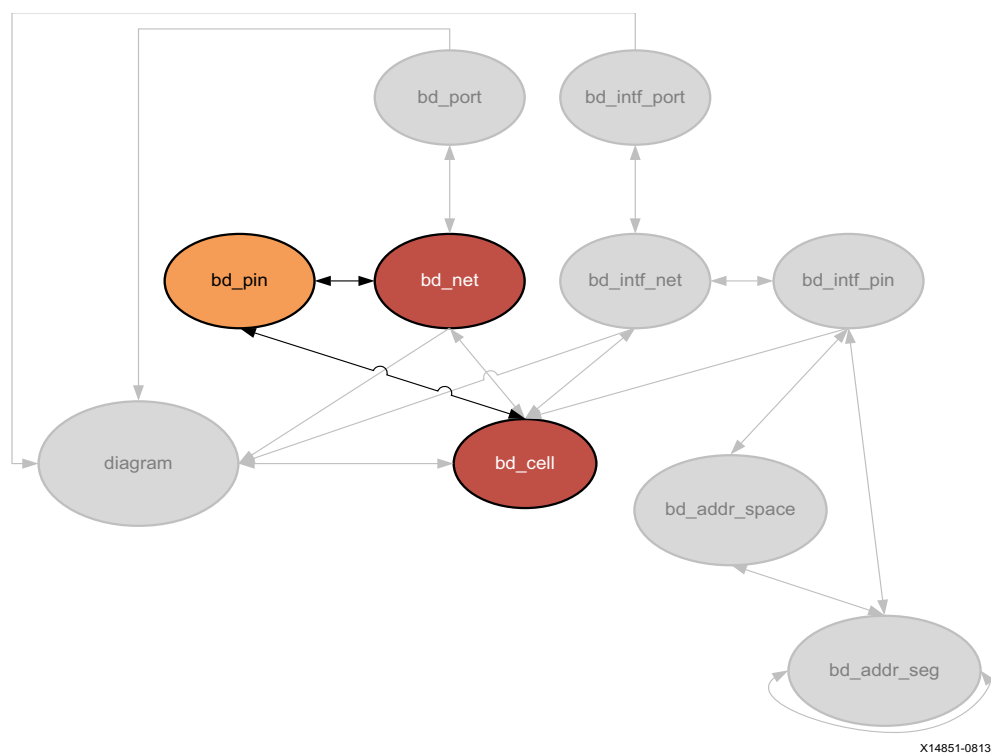 bd_port
bd_intf_port
bd_pin
bd_net
bd_intf_net
bd_intf_pin
diagram
bd_cell
bd_addr_space
bd_addr_seg
X14851-0813